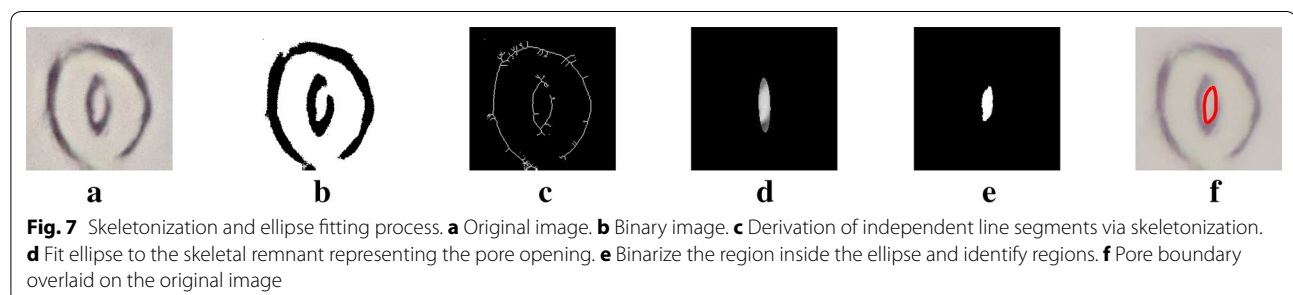 a b c d e f
Fig. 7 Skeletonization and ellipse fitting process. a Original image. b Binary image. c Derivation of independent line segments via skeletonization.
d Fit ellipse to the skeletal remnant representing the pore opening. e Binarize the region inside the ellipse and identify regions. f Pore boundary
overlaid on the original image